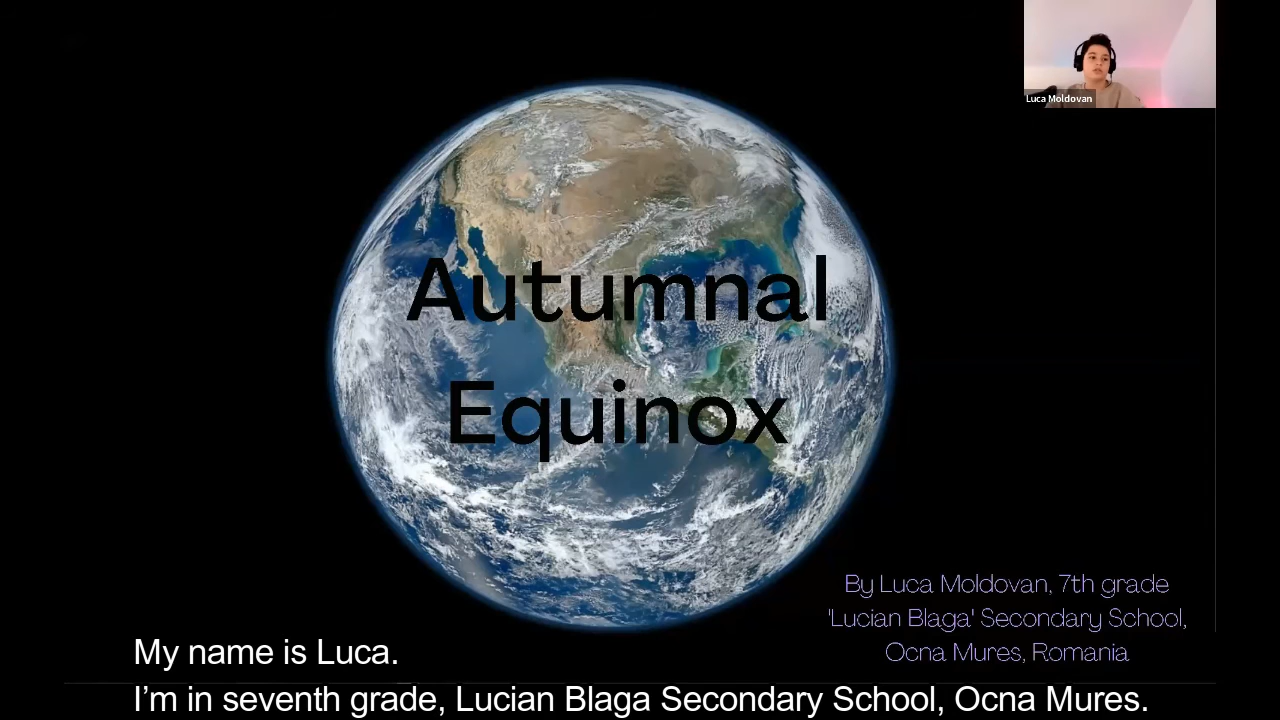 Luca Moldovan
Autumnal
Equinox
By Luca Moldovan, 7th grade
'Lucian Blaga' Secondary School,
Ocna Mures, Romania
My name is Luca.
I’m in seventh grade, Lucian Blaga Secondary School, Ocna Mures.